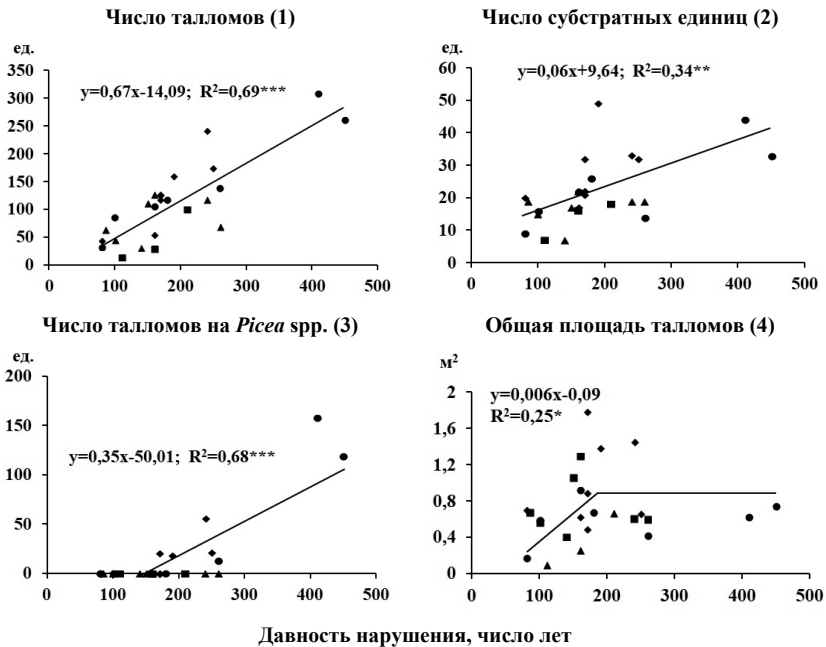 Число талломов (1)
ед.
y=0,67x-14,09; R²=0,69***
350
300
250
200
150
100
50
0
0 100 200 300 400 500
Число субстратных единиц (2)
ед.
y=0,06x+9,64; R²=0,34**
60
50
40
30
20
10
0
0 100 200 300 400 500
Число талломов на Picea spp. (3)
ед.
y=0,35x-50,01; R²=0,68***
200
150
100
50
0
0 100 200 300 400 500
Общая площадь талломов (4)
м²
y=0,006x-0,09
R²=0,25*
2
1,6
1,2
0,8
0,4
0
0 100 200 300 400 500
Давность нарушения, число лет